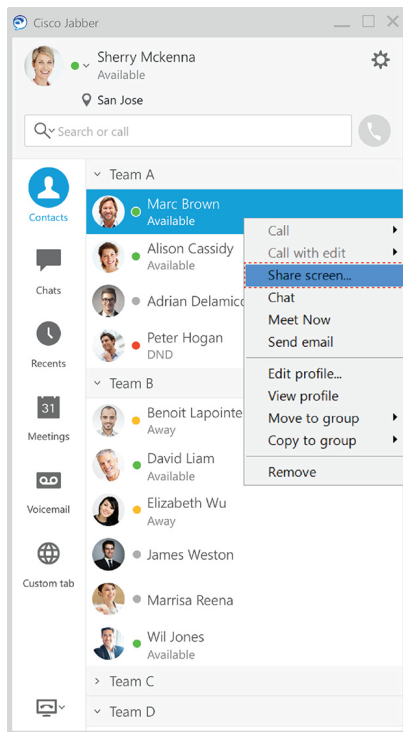 Cisco Jabber
Sherry Mckenna
Available
San Jose
Search or call
Contacts
Chats
Recents
31
Meetings
Voicemail
Custom tab
Team A
Marc Brown
Available
Alison Cassidy
Available
Adrian Delamico
Peter Hogan
DND
Team B
Benoit Lapointe
Away
David Liam
Available
Elizabeth Wu
Away
James Weston
Marrisa Reena
Wil Jones
Available
Team C
Team D
Call
Call with edit
Share screen...
Chat
Meet Now
Send email
Edit profile...
View profile
Move to group
Copy to group
Remove